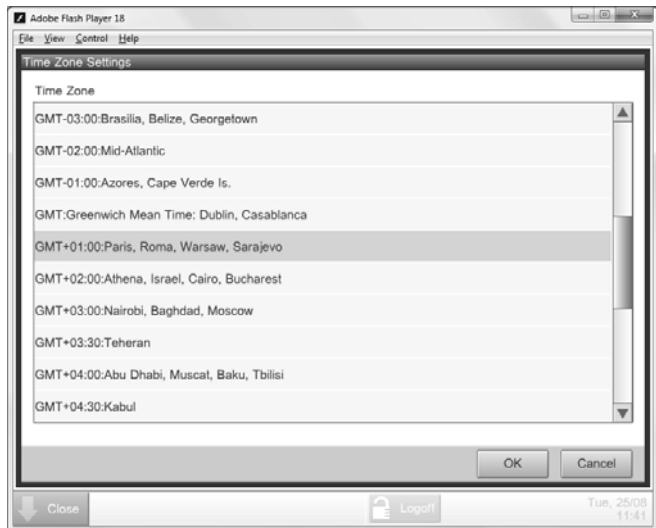 Adobe Flash Player 18
File View Control Help
Time Zone Settings
Time Zone
GMT-03:00:Brasilia, Belize, Georgetown
GMT-02:00:Mid-Atlantic
GMT-01:00:Azores, Cape Verde Is.
GMT:Greenwich Mean Time: Dublin, Casablanca
GMT+01:00:Paris, Roma, Warsaw, Sarajevo
GMT+02:00:Athena, Israel, Cairo, Bucharest
GMT+03:00:Nairobi, Baghdad, Moscow
GMT+03:30:Teheran
GMT+04:00:Abu Dhabi, Muscat, Baku, Tbilisi
GMT+04:30:Kabul
OK Cancel
Close Logoff Tue, 25/08
11:41